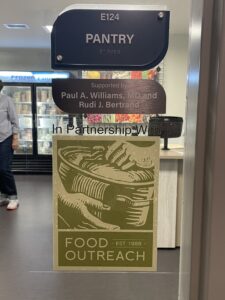 E124
PANTRY
Supported by
Paul A. Williams, MD and
Rudi J. Bertrand
In Partnership With
FOOD
EST 1988
OUTREACH